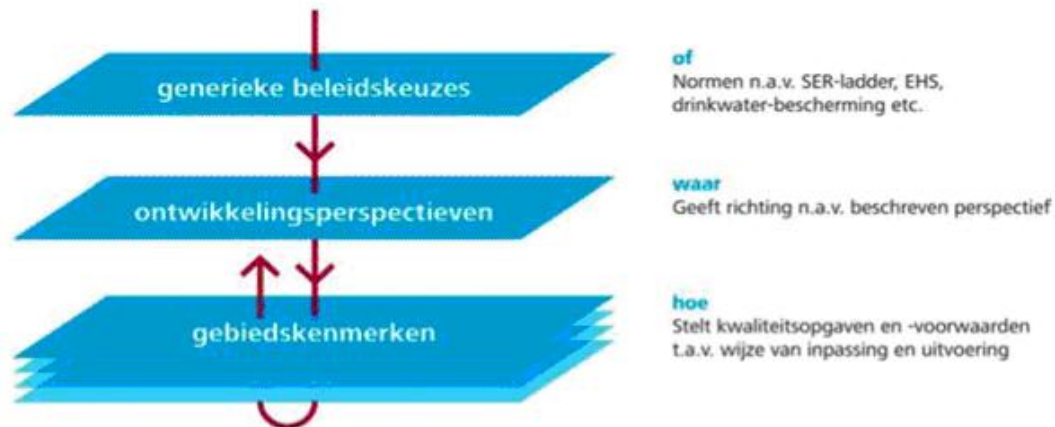 generieke beleidskeuzes
of
Normen n.a.v. SER-ladder, EHS,
drinkwater-bescherming etc.
ontwikkelingsperspectieven
waar
Geeft richting n.a.v. beschreven perspectief
gebiedskenmerken
hoe
Stelt kwaliteitsopgaven en -voorwaarden
t.a.v. wijze van inpassing en uitvoering